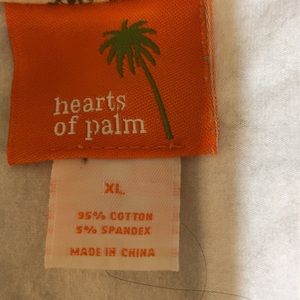 hearts
of palm
XL
95% COTTON
5% SPANDEX
MADE IN CHINA